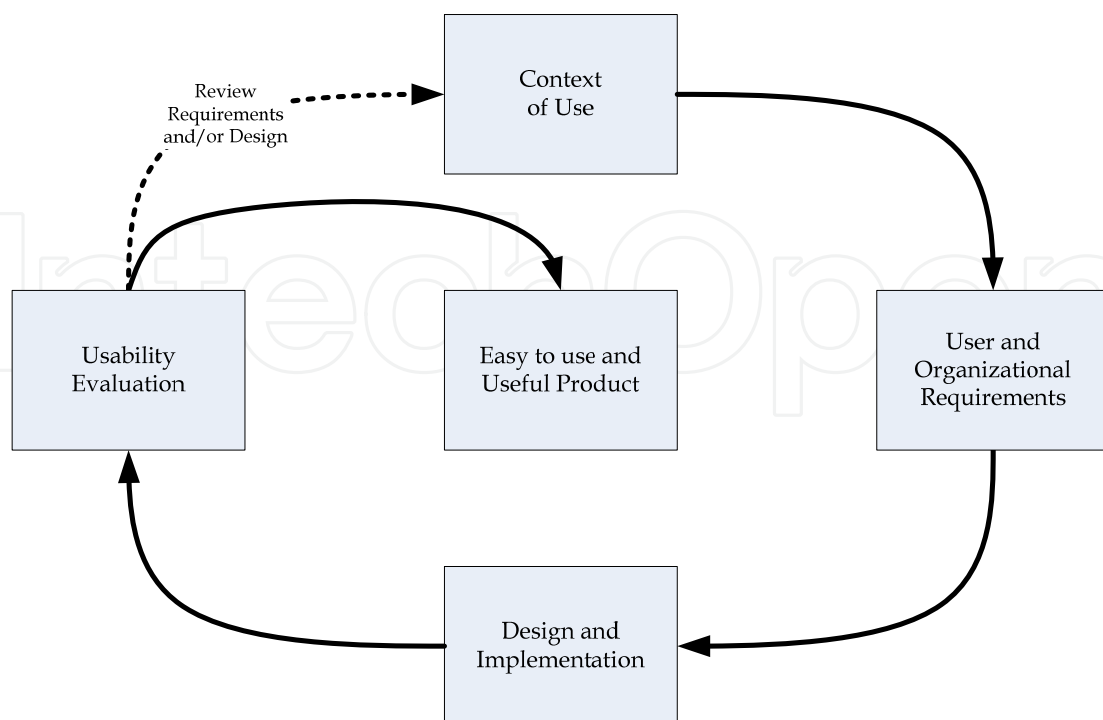 Context
of Use
Review
Requirements
and/or Design
Usability
Evaluation
Easy to use and
Useful Product
User and
Organizational
Requirements
Design and
Implementation
IntechOpen